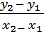 y₂ − y₁
x₂ − x₁